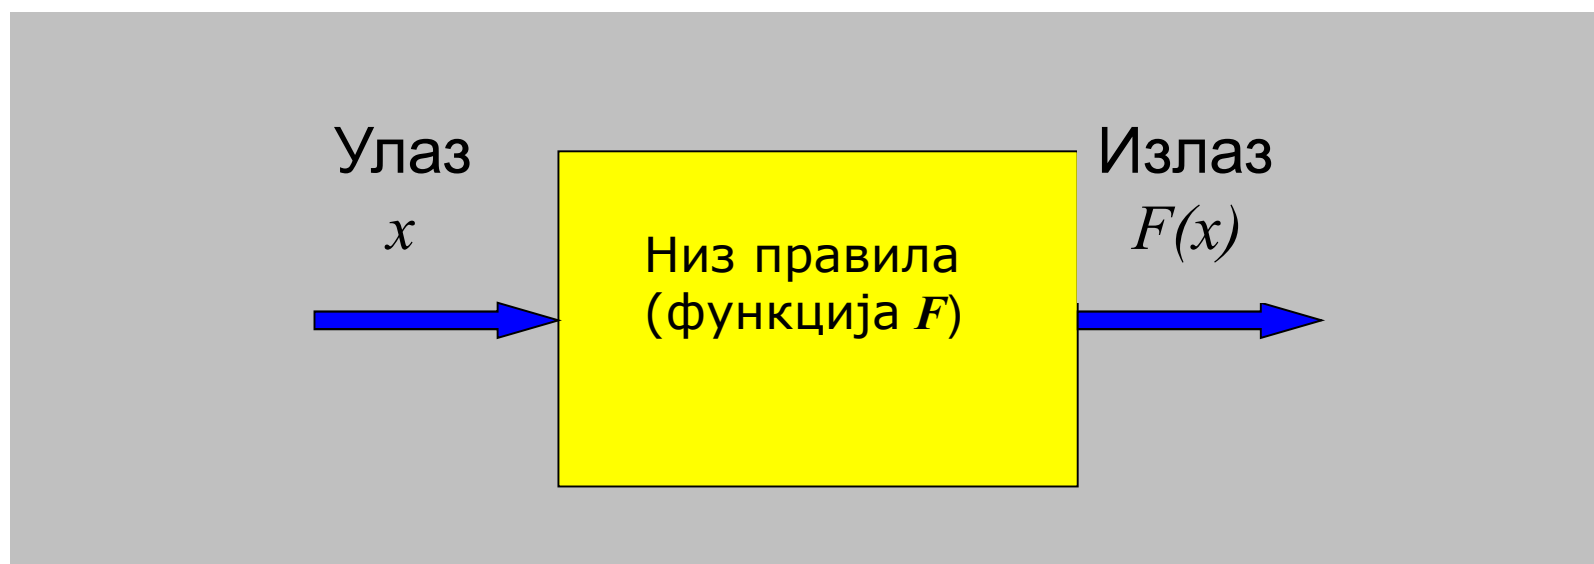 Улаз
x
Низ правила
(функција F)
Излаз
F(x)